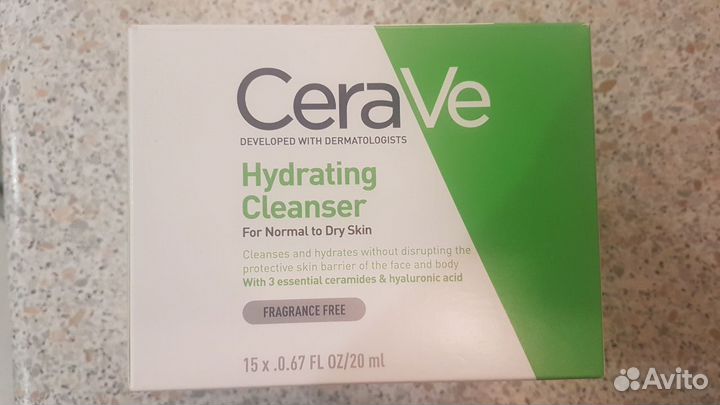 CeraVe
DEVELOPED WITH DERMATOLOGISTS
Hydrating
Cleanser
For Normal to Dry Skin
Cleanses and hydrates without disrupting the
protective skin barrier of the face and body
With 3 essential ceramides & hyaluronic acid
FRAGRANCE FREE
15 x .0.67 FL OZ/20 ml
Avito